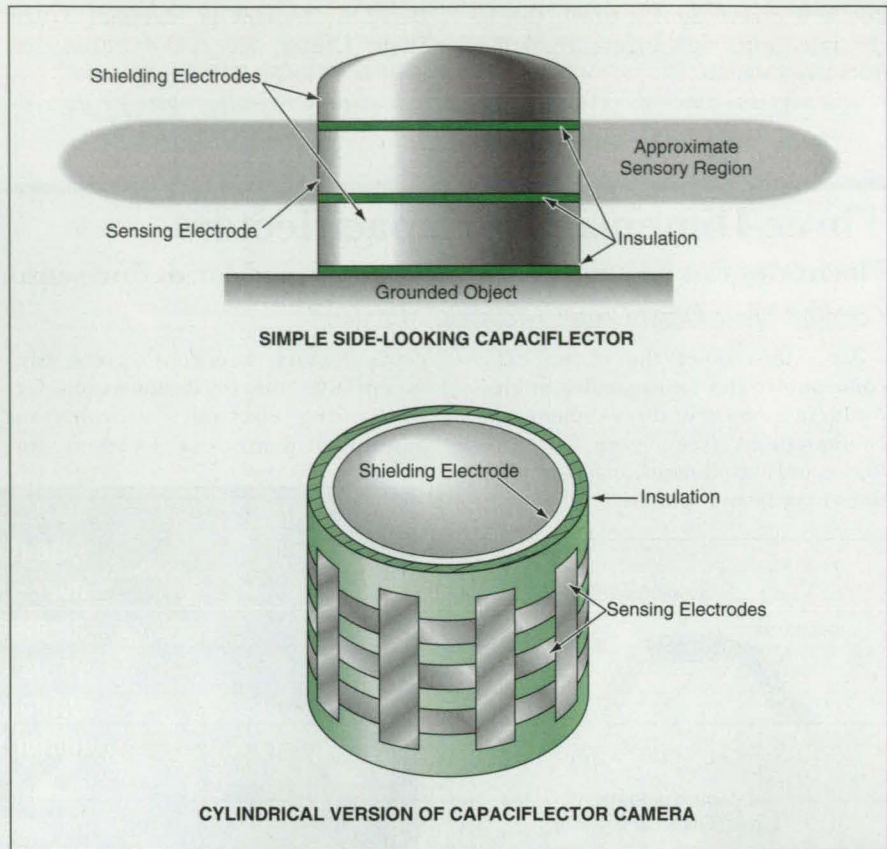 Shielding Electrodes
Approximate
Sensory Region
Sensing Electrode
Insulation
Grounded Object
SIMPLE SIDE-LOOKING CAPACIFLECTOR
Shielding Electrode
Insulation
Sensing Electrodes
CYLINDRICAL VERSION OF CAPACIFLECTOR CAMERA